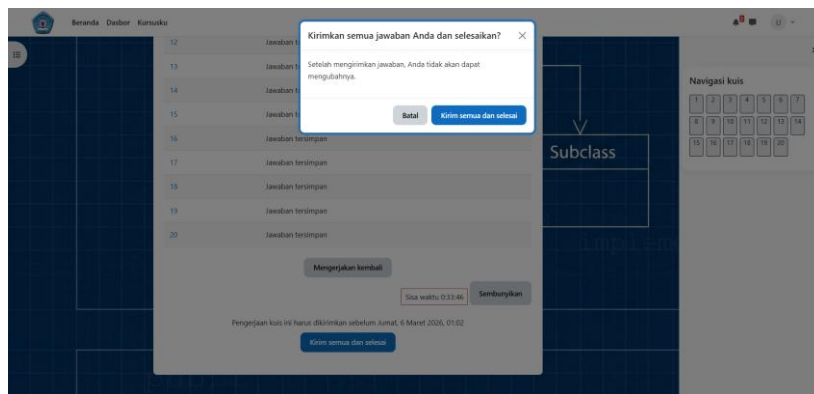 Beranda Dasbor Kursusku
U
Kirimkan semua jawaban Anda dan selesaikan?
Setelah mengirimkan jawaban, Anda tidak akan dapat
mengubahnya.
Batal Kirim semua dan selesai
12 Jawaban
13 Jawaban
14 Jawaban
15 Jawaban
16 Jawaban tersimpan
17 Jawaban tersimpan
18 Jawaban tersimpan
19 Jawaban tersimpan
20 Jawaban tersimpan
Mengerjakan kembali
Sisa waktu 0:33:46 Sembunyikan
Pengerjaan kuis ini harus dikirimkan sebelum Jumat, 6 Maret 2026, 01:02
Kirim semua dan selesai
Subclass
Navigasi kuis
1 2 3 4 5 6 7
8 9 10 11 12 13 14
15 16 17 18 19 20